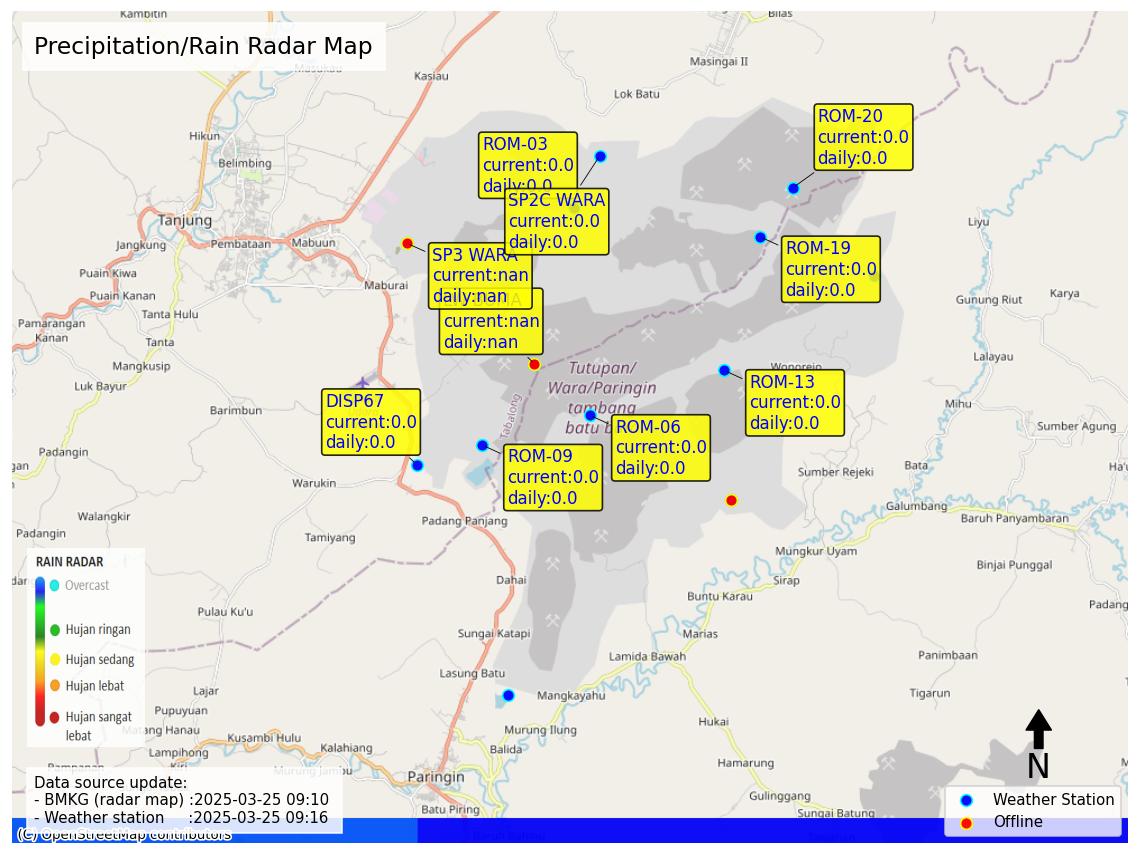 Kambitin
Bilas
Precipitation/Rain Radar Map
Masukau
Kasiau
Masingai II
Lok Batu
Hikun
Belimbing
ROM-20
current:0.0
daily:0.0
ROM-03
current:0.0
daily:0.0
SP2C WARA
current:0.0
daily:0.0
Tanjung
Jangkung
Pembataan
Mabuun
Liyu
SP3 WARA
current:nan
daily:nan
ROM-19
current:0.0
daily:0.0
Puain Kiwa
Maburai
Puain Kanan
Tanta Hulu
current:nan
daily:nan
Gunung Riut
Karya
Pamarangan
Kanan
Tanta
Mangkusip
Luk Bayur
Lalayau
Tutupan/
Wara/Paringin
tambang
batu b
Wonorejo
ROM-13
current:0.0
daily:0.0
DISP67
current:0.0
daily:0.0
Barimbun
Tabalong
Mihu
Sumber Agung
ROM-06
current:0.0
daily:0.0
ROM-09
current:0.0
daily:0.0
Padangin
Warukin
Sumber Rejeki
Bata
Galumbang
Baruh Panyambaran
Walangkir
Padangin
Tamiyang
Padang Panjang
Mungkur Uyam
Binjai Punggal
RAIN RADAR
Overcast
Hujan ringan
Hujan sedang
Hujan lebat
Hujan sangat
lebat
Dahai
Sirap
Buntu Karau
Padang
Pulau Ku'u
Sungai Katapi
Marias
Lamida Bawah
Panimbaan
Lasung Batu
Lajar
Mangkayahu
Tigarun
Pupuyuan
Matang Hanau
Hukai
Murung Ilung
Kusambi Hulu
Kalahiang
Lampihong
Kiri
Balida
Hamarung
N
Pampanan
Murung Jambu
Paringin
Data source update:
- BMKG (radar map) :2025-03-25 09:10
- Weather station :2025-03-25 09:16
Batu Piring
Gulinggang
Sungai Batung
Weather Station
Offline
(C) OpenStreetMap contributors
Baruh Bahinu